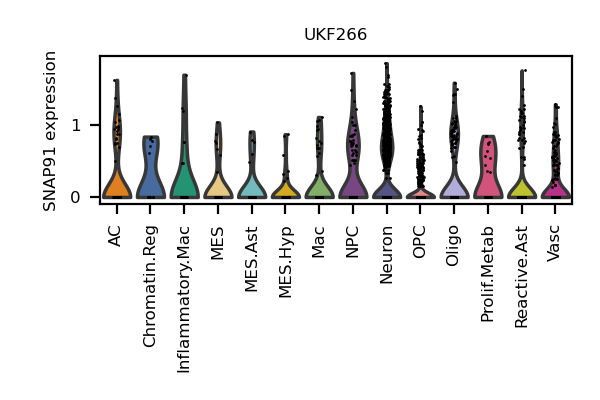 UKF266
SNAP91 expression
1
0
AC
Chromatin.Reg
Inflammatory.Mac
MES
MES.Ast
MES.Hyp
Mac
NPC
Neuron
OPC
Oligo
Prolif.Metab
Reactive.Ast
Vasc